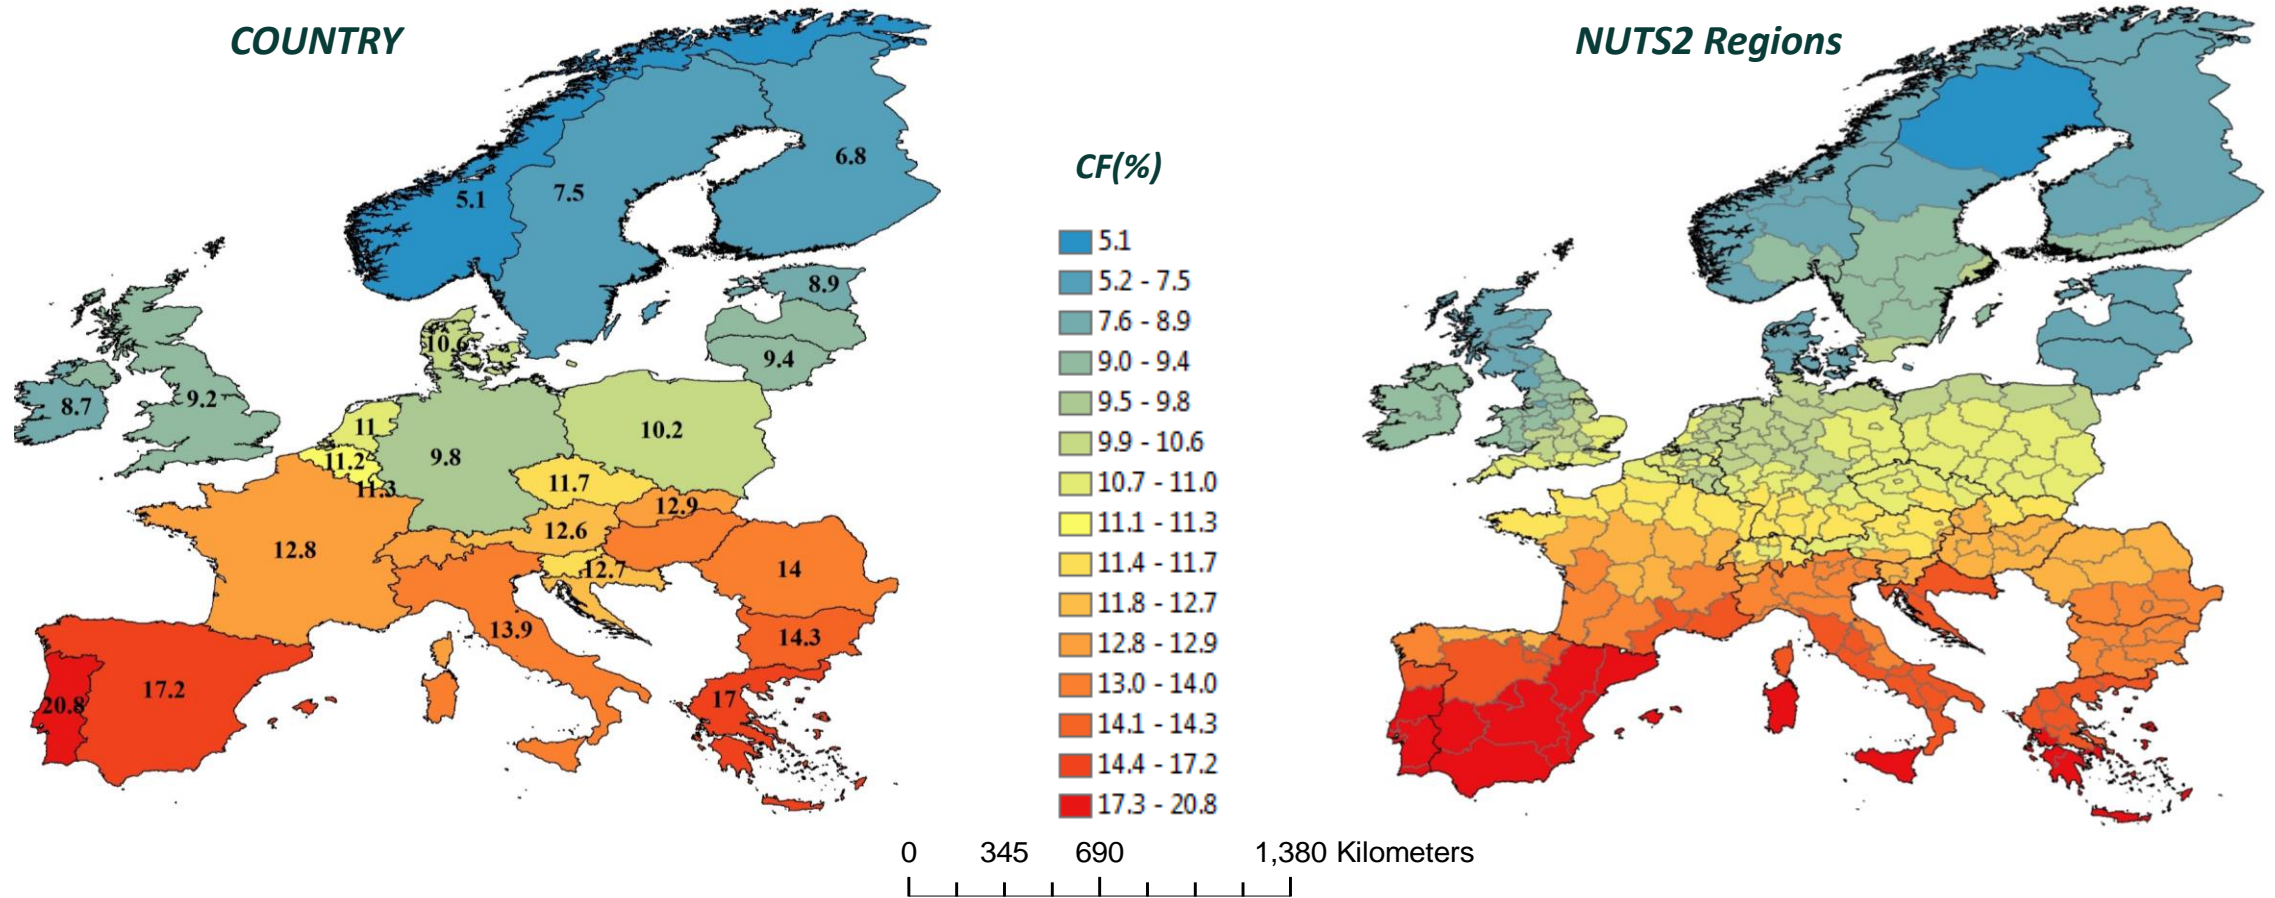 COUNTRY
NUTS2 Regions
6.8
5.1
7.5
8.9
10.6
9.4
8.7
9.2
11
10.2
11.2
9.8
11.3
11.7
12.9
12.6
12.8
12.7
14
13.9
14.3
20.8
17.2
17
CF(%)
5.1
5.2 - 7.5
7.6 - 8.9
9.0 - 9.4
9.5 - 9.8
9.9 - 10.6
10.7 - 11.0
11.1 - 11.3
11.4 - 11.7
11.8 - 12.7
12.8 - 12.9
13.0 - 14.0
14.1 - 14.3
14.4 - 17.2
17.3 - 20.8
0 345 690 1,380 Kilometers